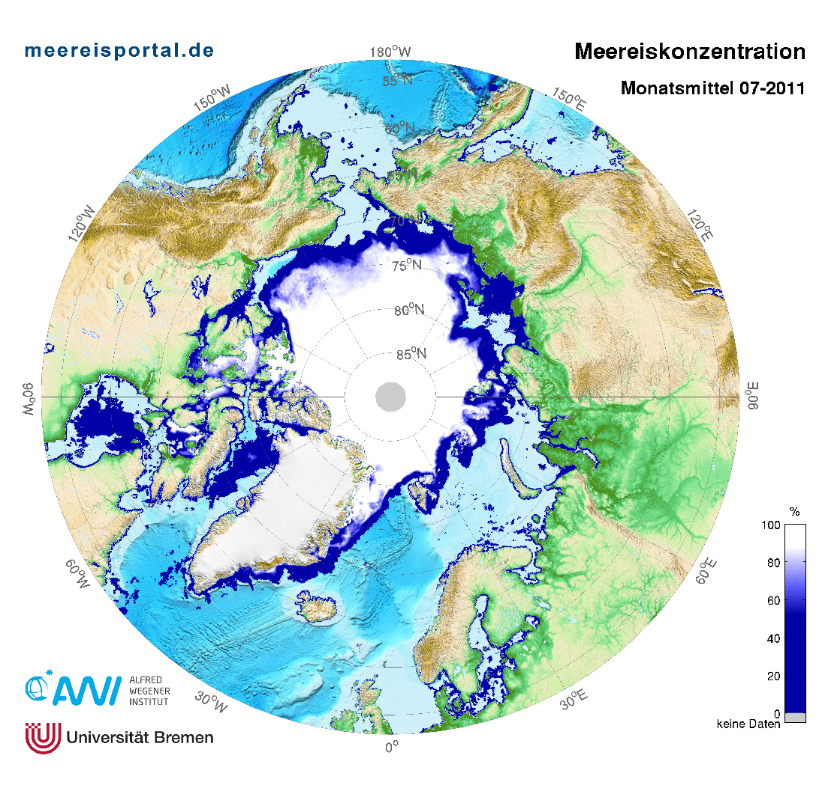 meereisportal.de
Meereiskonzentration
Monatsmittel 07-2011
180°W
150°W
150°E
55°N
60°N
120°W
120°E
70°N
75°N
80°N
85°N
90°W
90°E
%
100
80
60
40
20
0
keine Daten
60°W
60°E
30°W
30°E
0°
AWI
ALFRED
WEGENER
INSTITUT
Universität Bremen